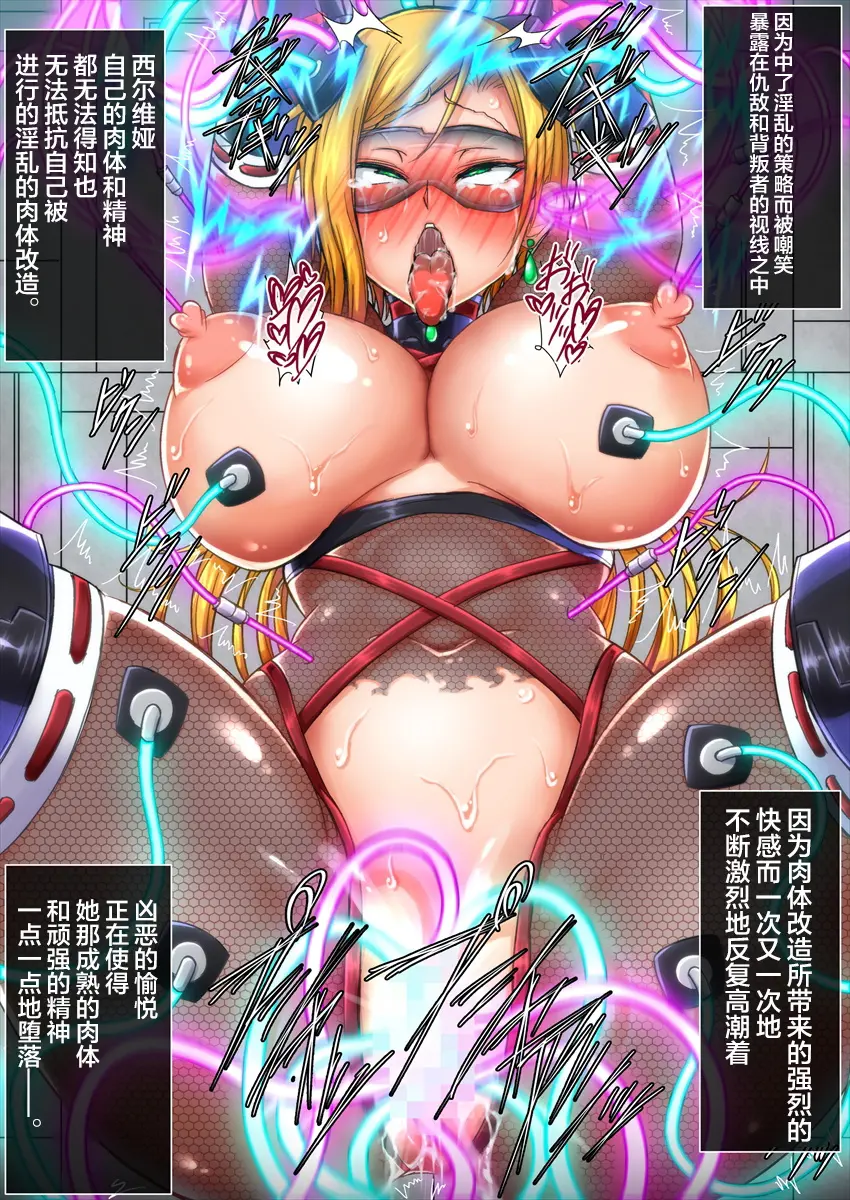 因为中了淫乱的策略而被嘲笑
暴露在仇敌和背叛者的视线之中
西尔维娅
自己的肉体和精神
都无法得知也
无法抵抗自己被
进行的淫乱的肉体改造。
因为肉体改造所带来的强烈的
快感而一次又一次地
不断激烈地反复高潮着
凶恶的愉悦
正在使得
她那成熟的肉体
和顽强的精神
一点一点地堕落——。